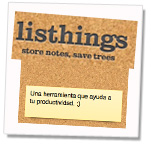 listhings
store notes, save trees
Una herramienta que ayuda a
tu productividad. ;)